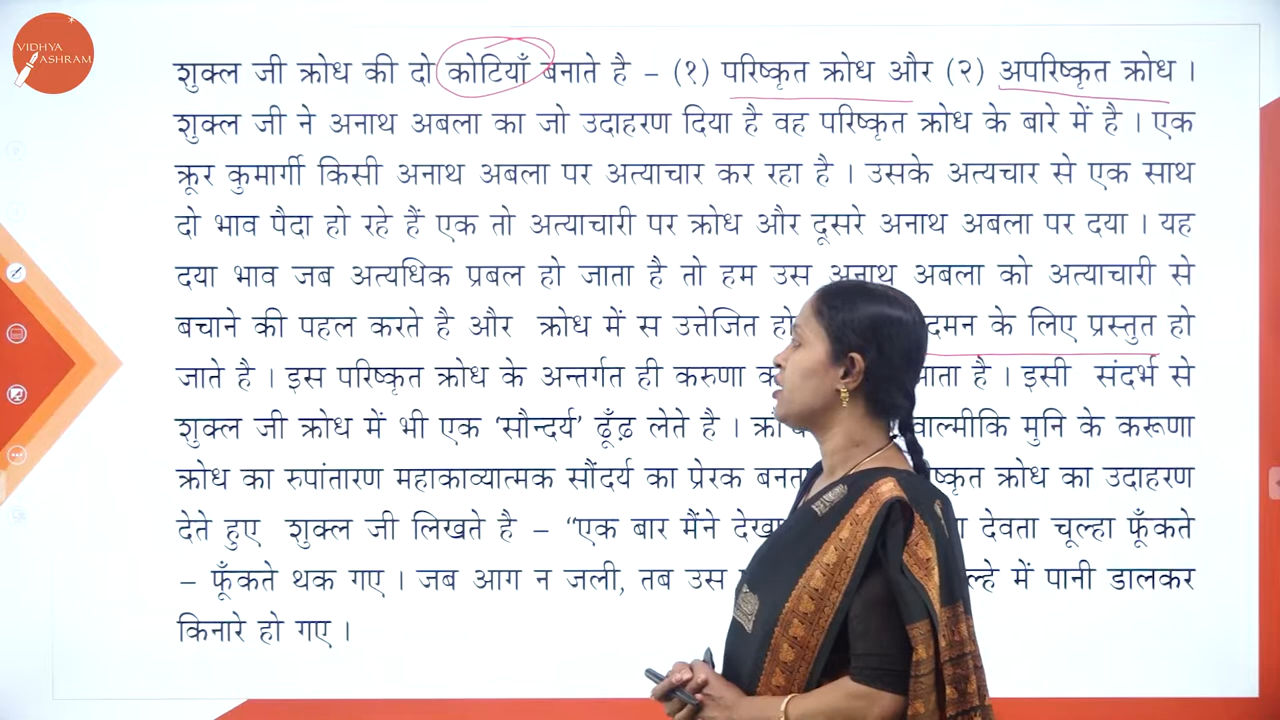 VIDHYA
ASHRAM
शुक्ल जी क्रोध की दो कोटियाँ बनाते है – (१) परिष्कृत क्रोध और (२) अपरिष्कृत क्रोध ।
शुक्ल जी ने अनाथ अबला का जो उदाहरण दिया है वह परिष्कृत क्रोध के बारे में है । एक
क्रूर कुमार्गी किसी अनाथ अबला पर अत्याचार कर रहा है । उसके अत्यचार से एक साथ
दो भाव पैदा हो रहे हैं एक तो अत्याचारी पर क्रोध और दूसरे अनाथ अबला पर दया । यह
दया भाव जब अत्यधिक प्रबल हो जाता है तो हम उस अनाथ अबला को अत्याचारी से
बचाने की पहल करते है और क्रोध में स उत्तेजित हो दमन के लिए प्रस्तुत हो
जाते है । इस परिष्कृत क्रोध के अन्तर्गत ही करुणा है । इसी संदर्भ से
शुक्ल जी क्रोध में भी एक ‘सौन्दर्य’ ढूँढ़ लेते है । वाल्मीकि मुनि के करूणा
क्रोध का रुपांतारण महाकाव्यात्मक सौंदर्य का प्रेरक क्रोध का उदाहरण
देते हुए शुक्ल जी लिखते है – “एक बार मैंने देवता चूल्हा फूँकते
– फूँकते थक गए । जब आग न जली, तब उस में पानी डालकर
किनारे हो गए ।